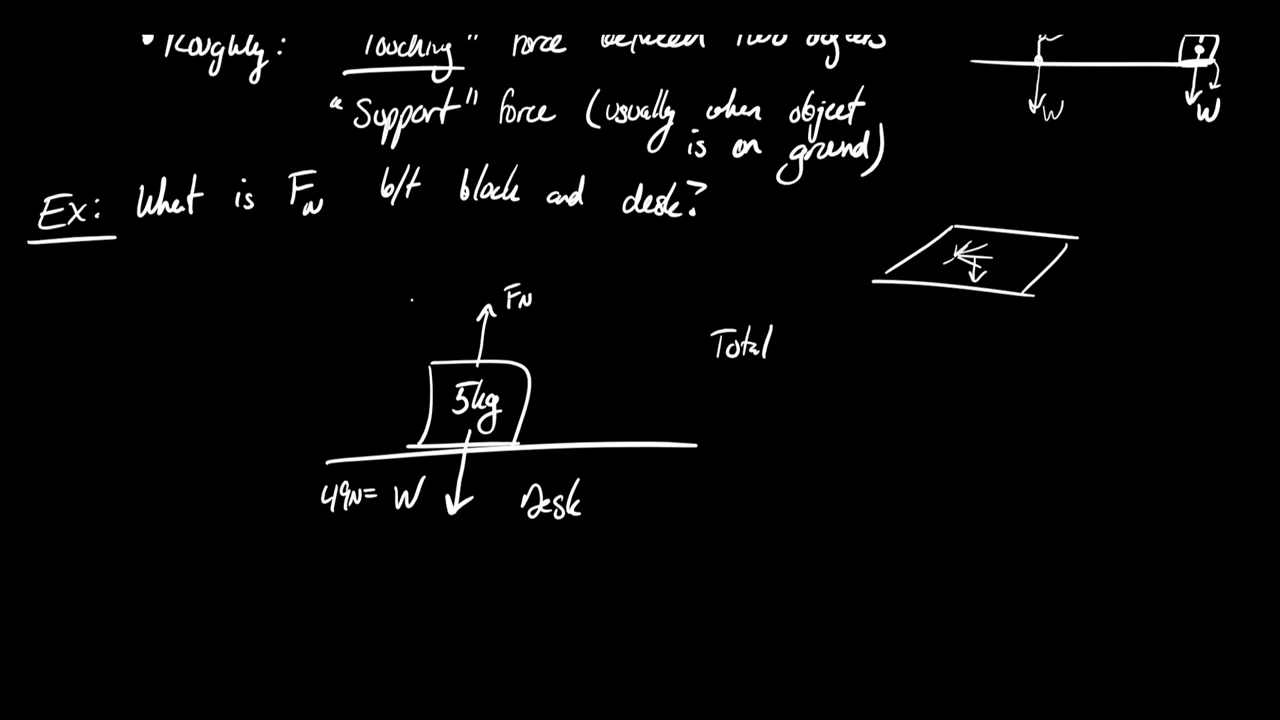 • Roughly: "Touching" force between two objects
"Support" force (usually when object
is on ground)
W
W
Ex: What is F_N b/t block and desk?
F_N
Total
5kg
49N = W
Desk